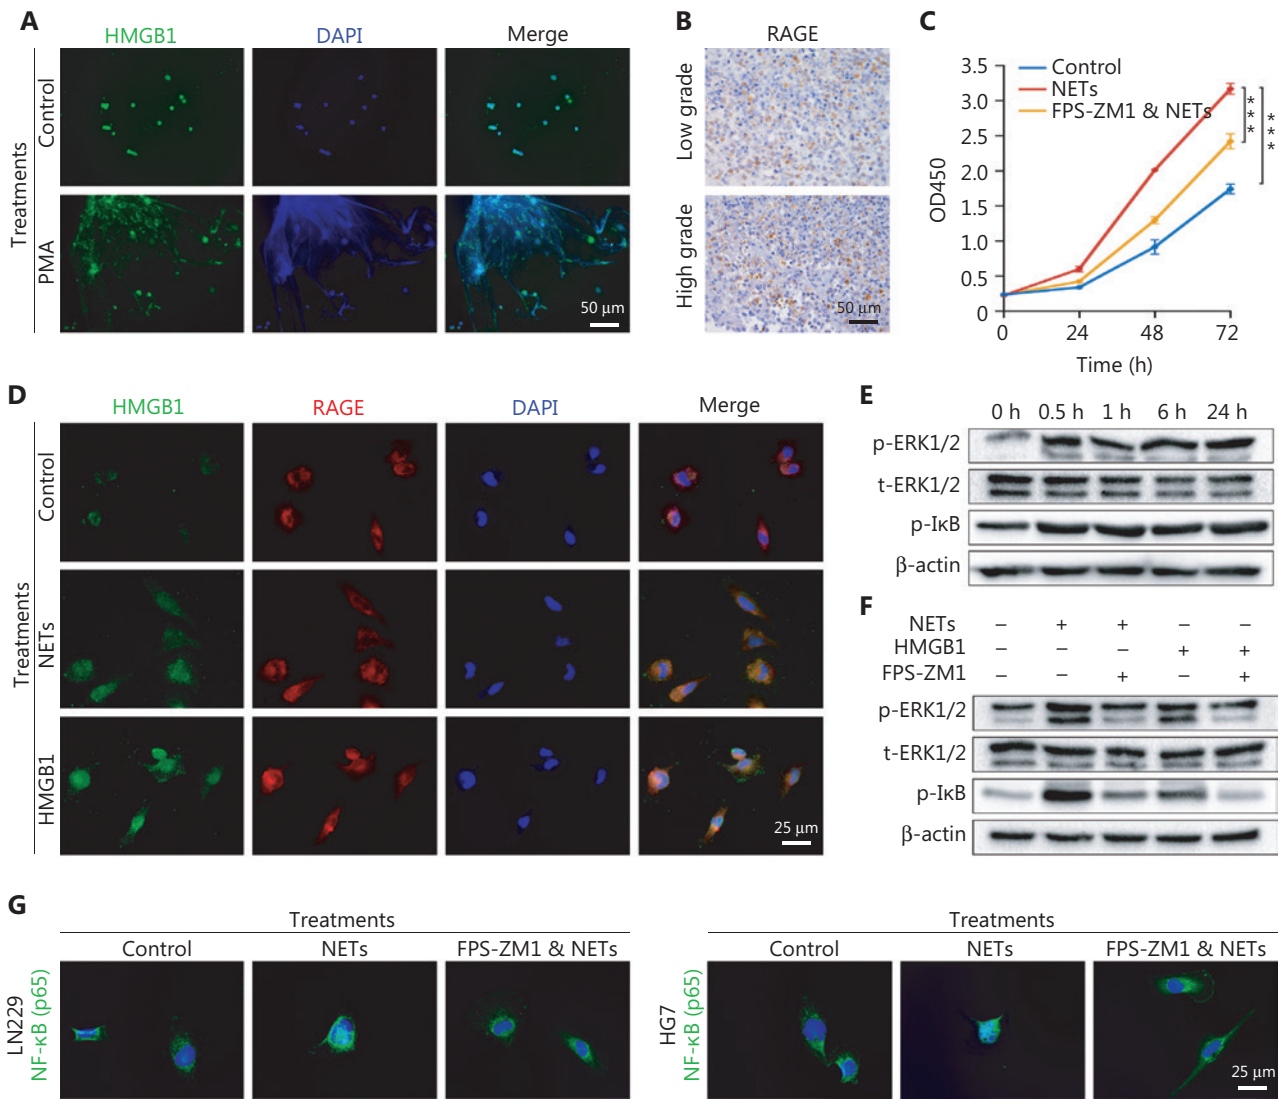 A
HMGB1 DAPI Merge
Treatments
Control
PMA
50 µm
B
RAGE
Low grade
High grade
50 µm
C
OD450
3.5
3.0
2.5
2.0
1.5
1.0
0.5
0
Control
NETs
FPS-ZM1 & NETs
***
***
0 24 48 72
Time (h)
D
HMGB1 RAGE DAPI Merge
Treatments
Control
NETs
HMGB1
25 µm
E
0 h 0.5 h 1 h 6 h 24 h
p-ERK1/2
t-ERK1/2
p-IκB
β-actin
F
NETs – + + – –
HMGB1 – – – + +
FPS-ZM1 – – + – +
p-ERK1/2
t-ERK1/2
p-IκB
β-actin
G
Treatments
Control NETs FPS-ZM1 & NETs
LN229
NF-κB (p65)
Treatments
Control NETs FPS-ZM1 & NETs
HG7
NF-κB (p65)
25 µm